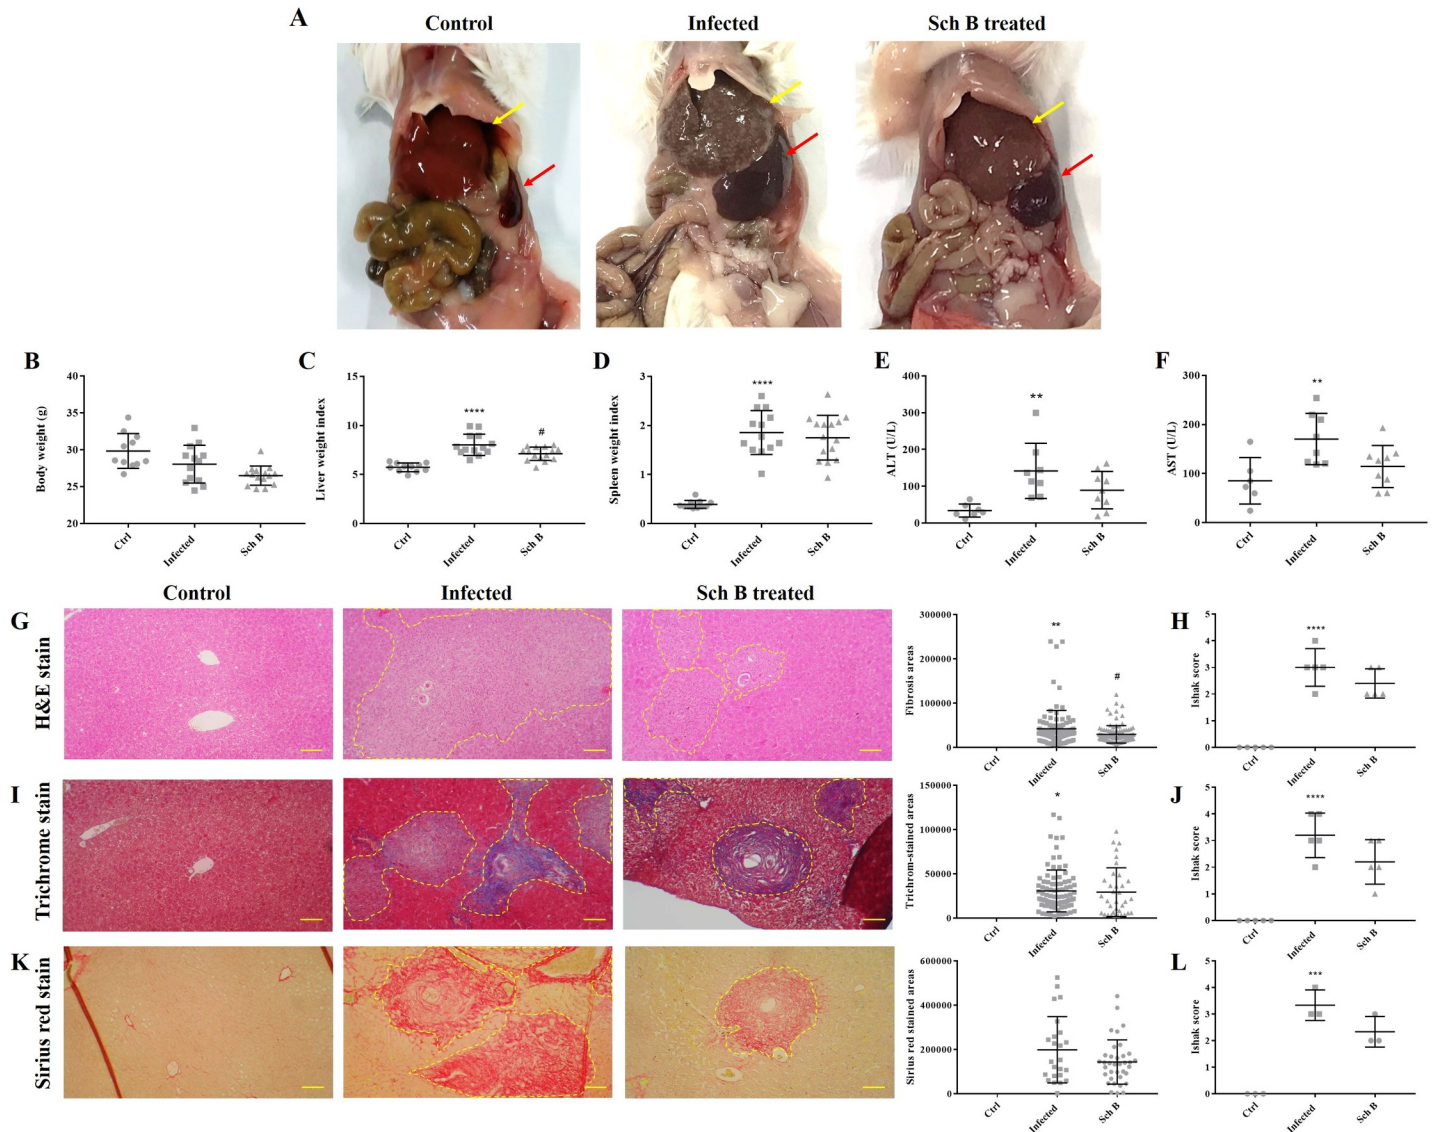 A
Control
Infected
Sch B treated
B
Body weight (g)
40
35
30
25
20
Ctrl
Infected
Sch B
C
Liver weight index
15
10
5
0
****
#
Ctrl
Infected
Sch B
D
Spleen weight index
3
2
1
0
****
Ctrl
Infected
Sch B
E
ALT (U/L)
400
300
200
100
0
**
Ctrl
Infected
Sch B
F
AST (U/L)
300
200
100
0
**
Ctrl
Infected
Sch B
Control
Infected
Sch B treated
G
H&E stain
Fibrosis areas
300000
200000
100000
0
**
#
Ctrl
Infected
Sch B
H
Ishak score
5
4
3
2
1
0
****
Ctrl
Infected
Sch B
I
Trichrome stain
Trichrom-stained areas
150000
100000
50000
0
*
Ctrl
Infected
Sch B
J
Ishak score
5
4
3
2
1
0
****
Ctrl
Infected
Sch B
K
Sirius red stain
Sirius red stained areas
600000
400000
200000
0
Ctrl
Infected
Sch B
L
Ishak score
5
4
3
2
1
0
***
Ctrl
Infected
Sch B